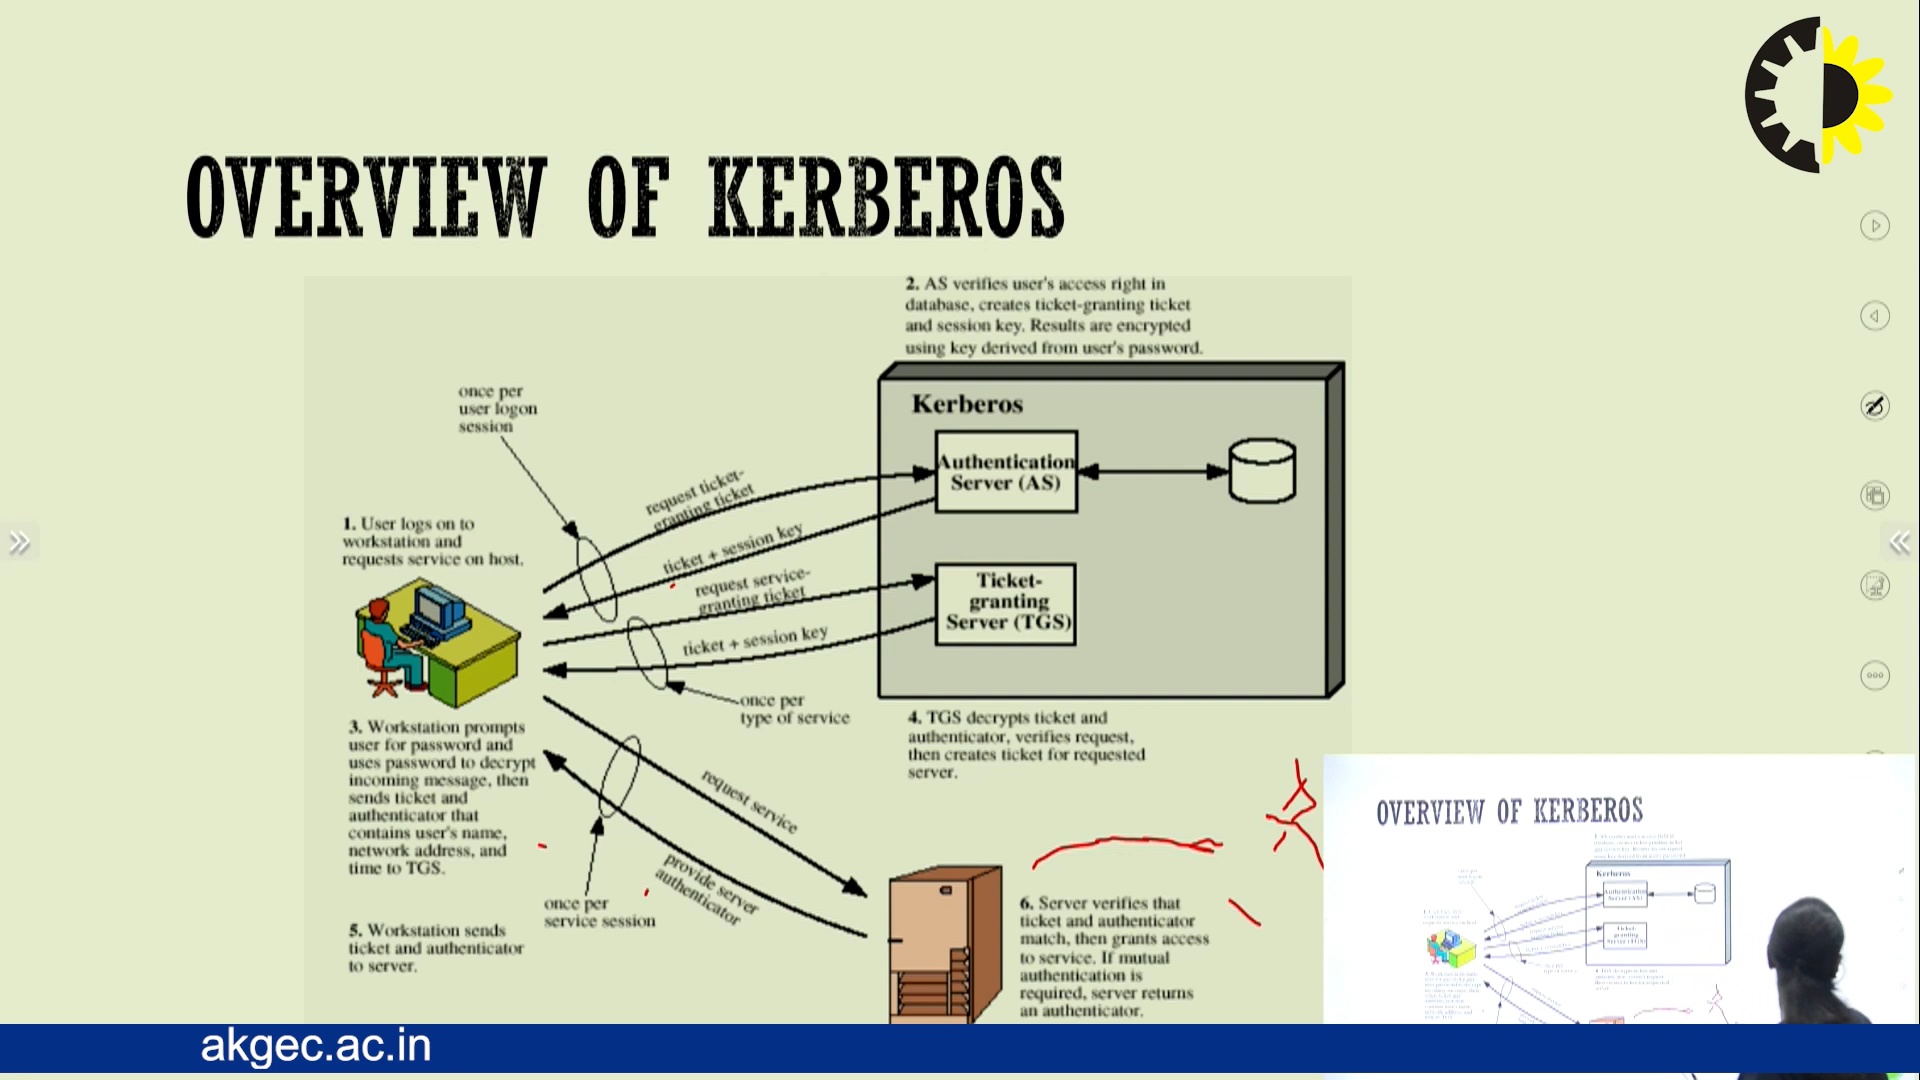 OVERVIEW OF KERBEROS
2. AS verifies user's access right in
database, creates ticket-granting ticket
and session key. Results are encrypted
using key derived from user's password.
once per
user logon
session
Kerberos
Authentication
Server (AS)
request ticket-
granting ticket
ticket + session key
1. User logs on to
workstation and
requests service on host.
request service-
granting ticket
Ticket-
granting
Server (TGS)
ticket + session key
once per
type of service
3. Workstation prompts
user for password and
uses password to decrypt
incoming message, then
sends ticket and
authenticator that
contains user's name,
network address, and
time to TGS.
4. TGS decrypts ticket and
authenticator, verifies request,
then creates ticket for requested
server.
request service
provide server
authenticator
once per
service session
5. Workstation sends
ticket and authenticator
to server.
6. Server verifies that
ticket and authenticator
match, then grants access
to service. If mutual
authentication is
required, server returns
an authenticator.
OVERVIEW OF KERBEROS
Kerberos
Authentication
Server (AS)
Ticket-
granting
Server (TGS)
akgec.ac.in